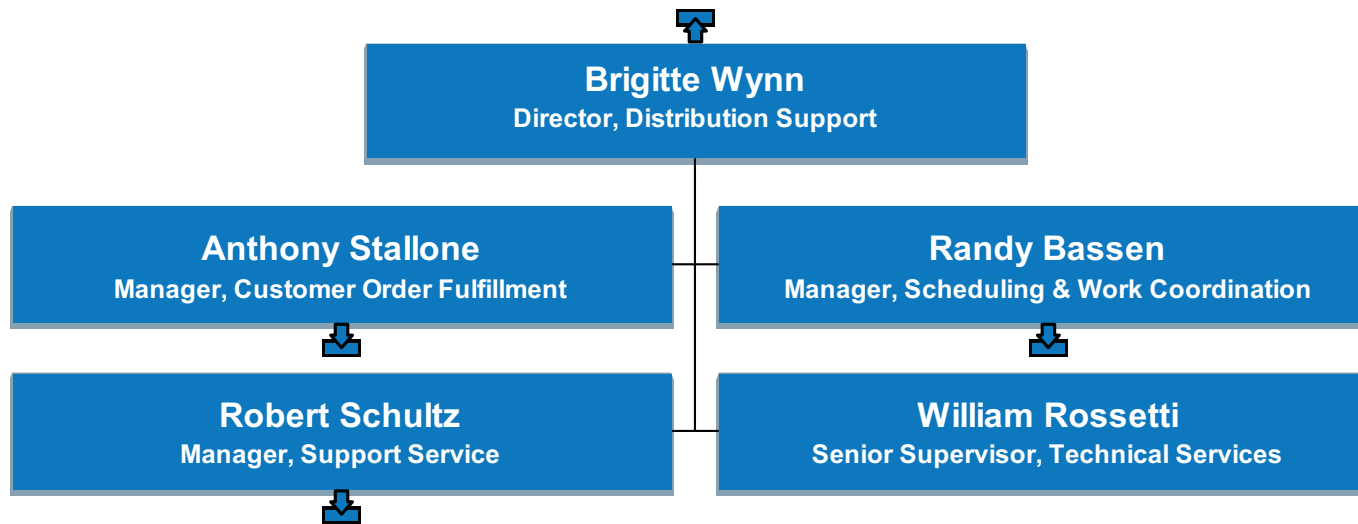 Brigitte Wynn
Director, Distribution Support
Anthony Stallone
Manager, Customer Order Fulfillment
Randy Bassen
Manager, Scheduling & Work Coordination
Robert Schultz
Manager, Support Service
William Rossetti
Senior Supervisor, Technical Services